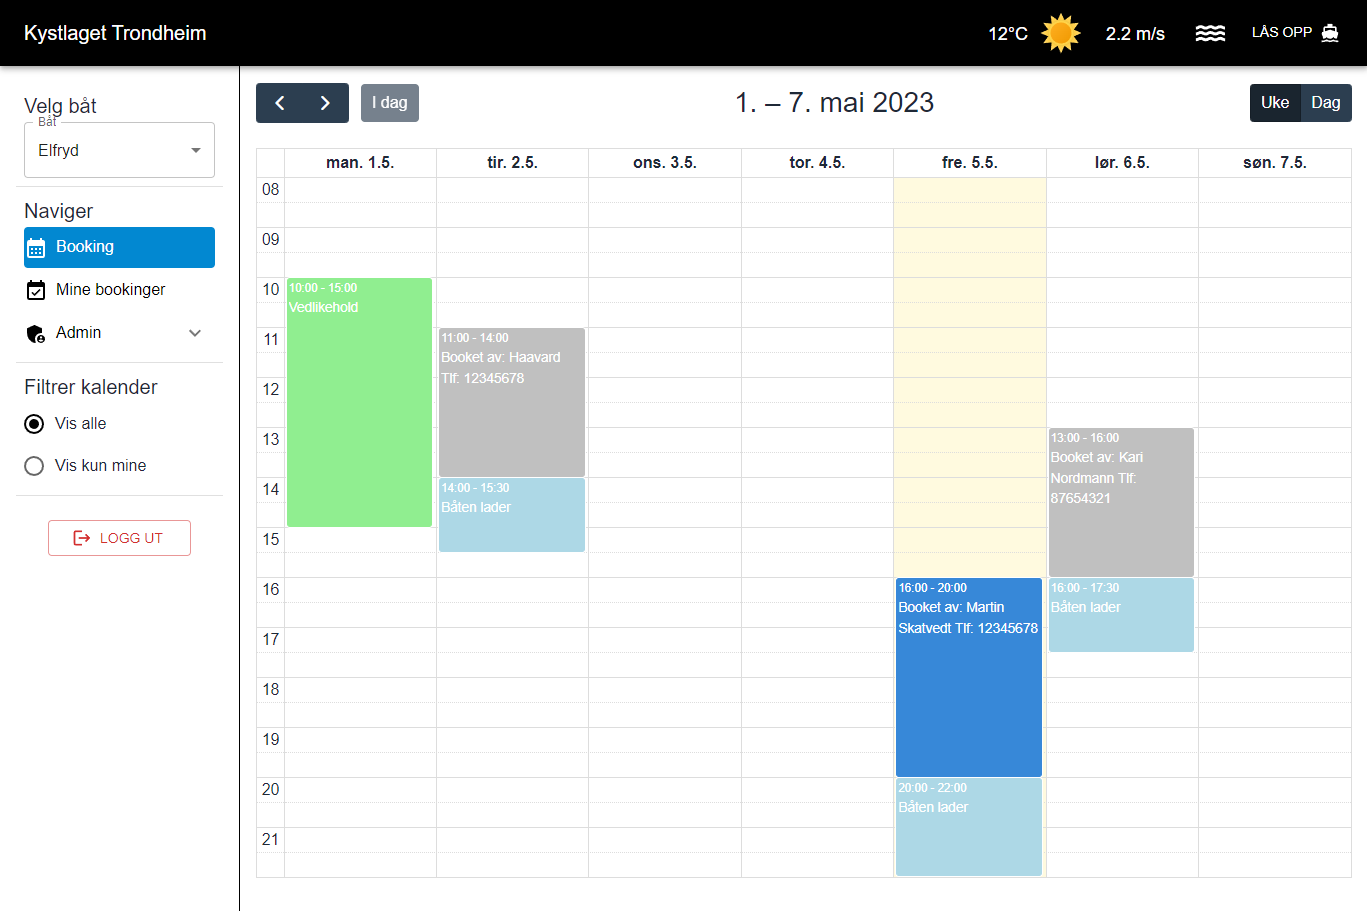 Kystlaget Trondheim
12°C
2.2 m/s
LÅS OPP
Velg båt
Båt
Elfryd
Naviger
Booking
Mine bookinger
Admin
Filtrer kalender
Vis alle
Vis kun mine
LOGG UT
I dag
1. – 7. mai 2023
Uke
Dag
man. 1.5.
tir. 2.5.
ons. 3.5.
tor. 4.5.
fre. 5.5.
lør. 6.5.
søn. 7.5.
08
09
10
11
12
13
14
15
16
17
18
19
20
21
10:00 - 15:00
Vedlikehold
11:00 - 14:00
Booket av: Haavard
Tlf: 12345678
14:00 - 15:30
Båten lader
16:00 - 20:00
Booket av: Martin
Skatvedt Tlf: 12345678
20:00 - 22:00
Båten lader
13:00 - 16:00
Booket av: Kari
Nordmann Tlf:
87654321
16:00 - 17:30
Båten lader